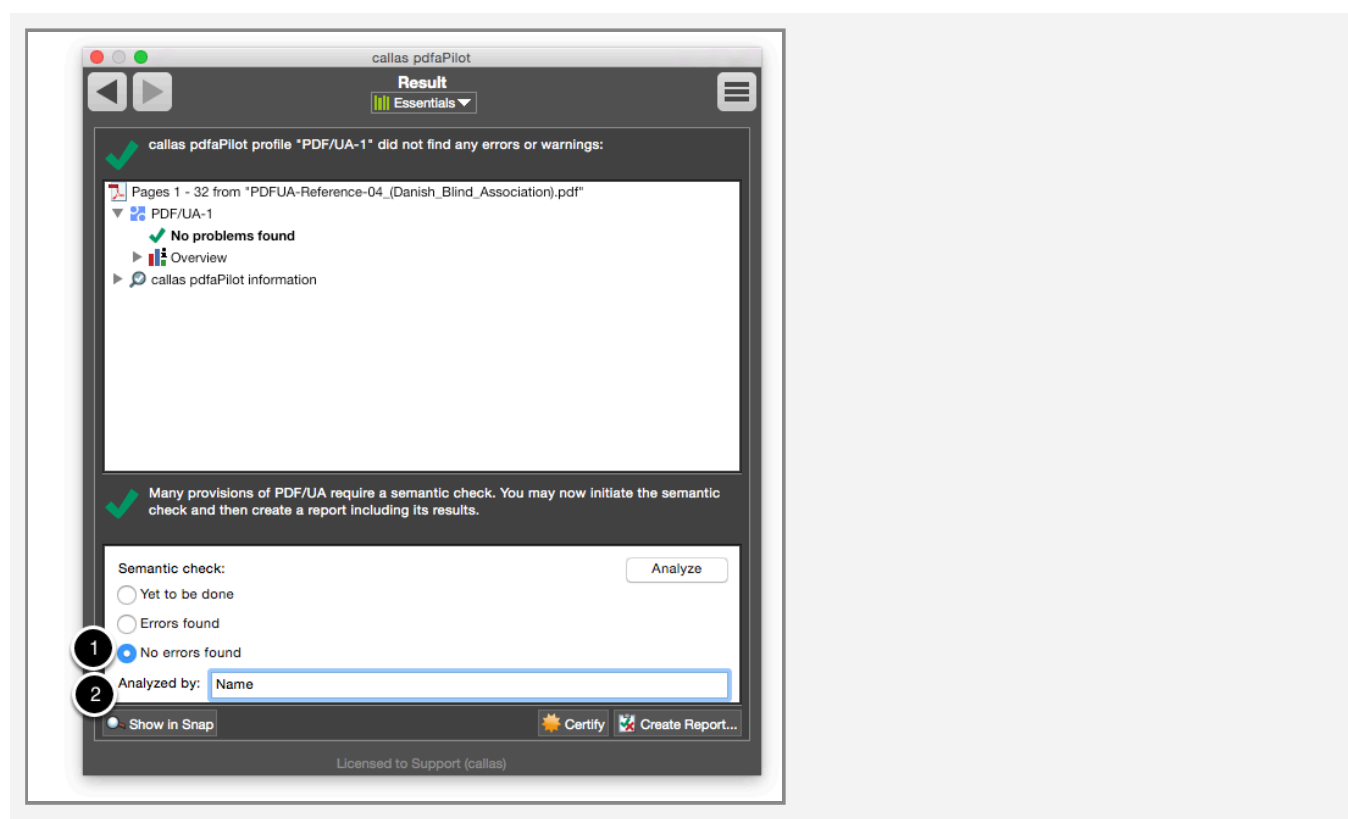 callas pdfaPilot
Result
Essentials
callas pdfaPilot profile "PDF/UA-1" did not find any errors or warnings:
Pages 1 - 32 from "PDFUA-Reference-04_(Danish_Blind_Association).pdf"
PDF/UA-1
No problems found
Overview
callas pdfaPilot information
Many provisions of PDF/UA require a semantic check. You may now initiate the semantic
check and then create a report including its results.
Semantic check:
Analyze
Yet to be done
Errors found
1
No errors found
2
Analyzed by: Name
Show in Snap
Certify
Create Report...
Licensed to Support (callas)